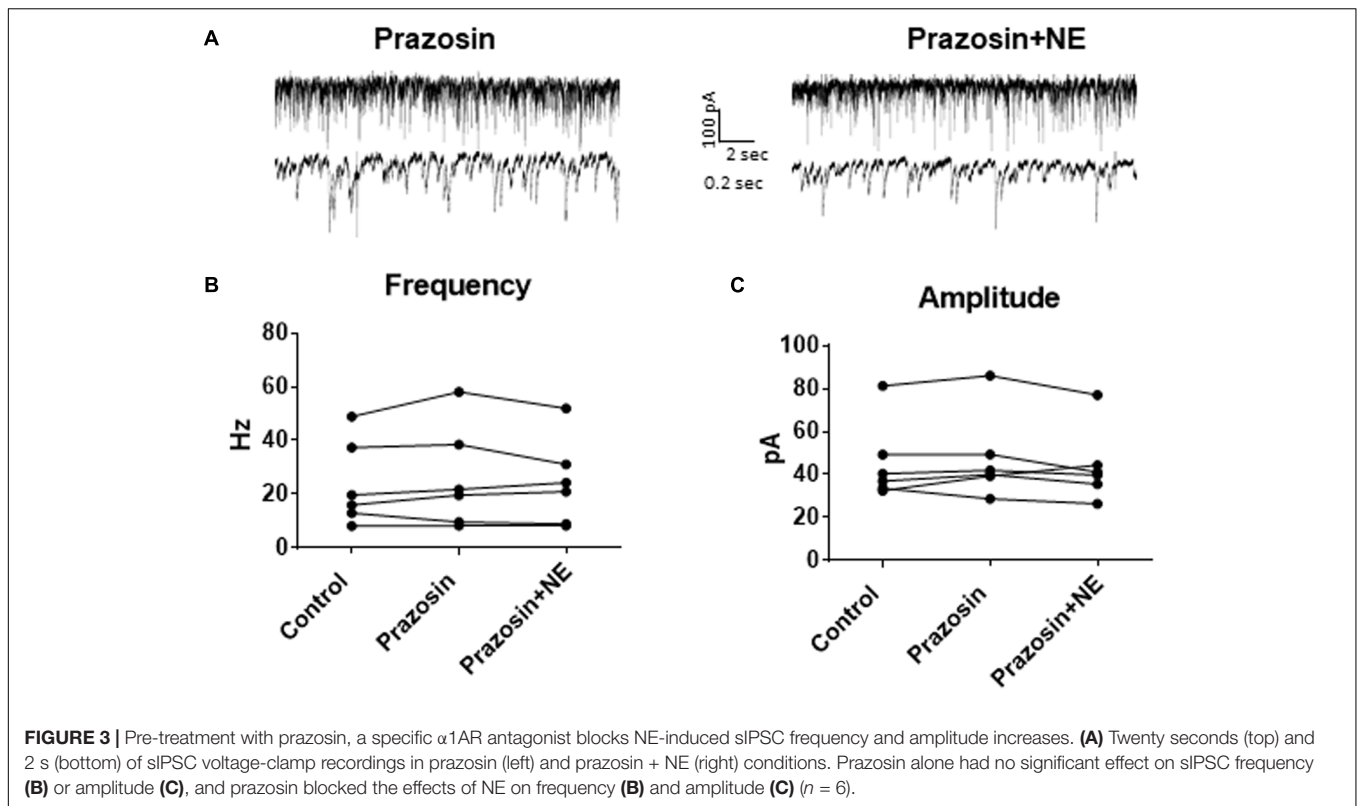 A
Prazosin
Prazosin+NE
100 pA
2 sec
0.2 sec
B
Frequency
80
60
40
20
0
Hz
Control
Prazosin
Prazosin+NE
C
Amplitude
100
80
60
40
20
0
pA
Control
Prazosin
Prazosin+NE
FIGURE 3 | Pre-treatment with prazosin, a specific α1AR antagonist blocks NE-induced sIPSC frequency and amplitude increases. (A) Twenty seconds (top) and
2 s (bottom) of sIPSC voltage-clamp recordings in prazosin (left) and prazosin + NE (right) conditions. Prazosin alone had no significant effect on sIPSC frequency
(B) or amplitude (C), and prazosin blocked the effects of NE on frequency (B) and amplitude (C) (n = 6).